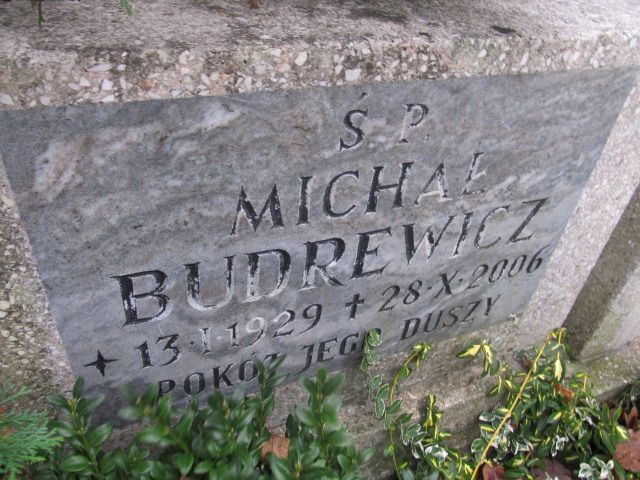 Ś. P.
MICHAŁ
BUDREWICZ
✦ 13·I·1929 ✝ 28·X·2006
POKÓJ JEGO DUSZY